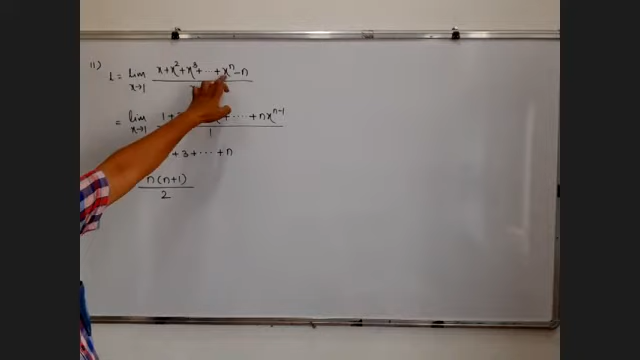 11) L = lim x→1 x+x²+x³+⋯+xⁿ−n
= lim x→1 1+ +⋯+nxⁿ⁻¹ / 1
+3+⋯+n
n(n+1) / 2